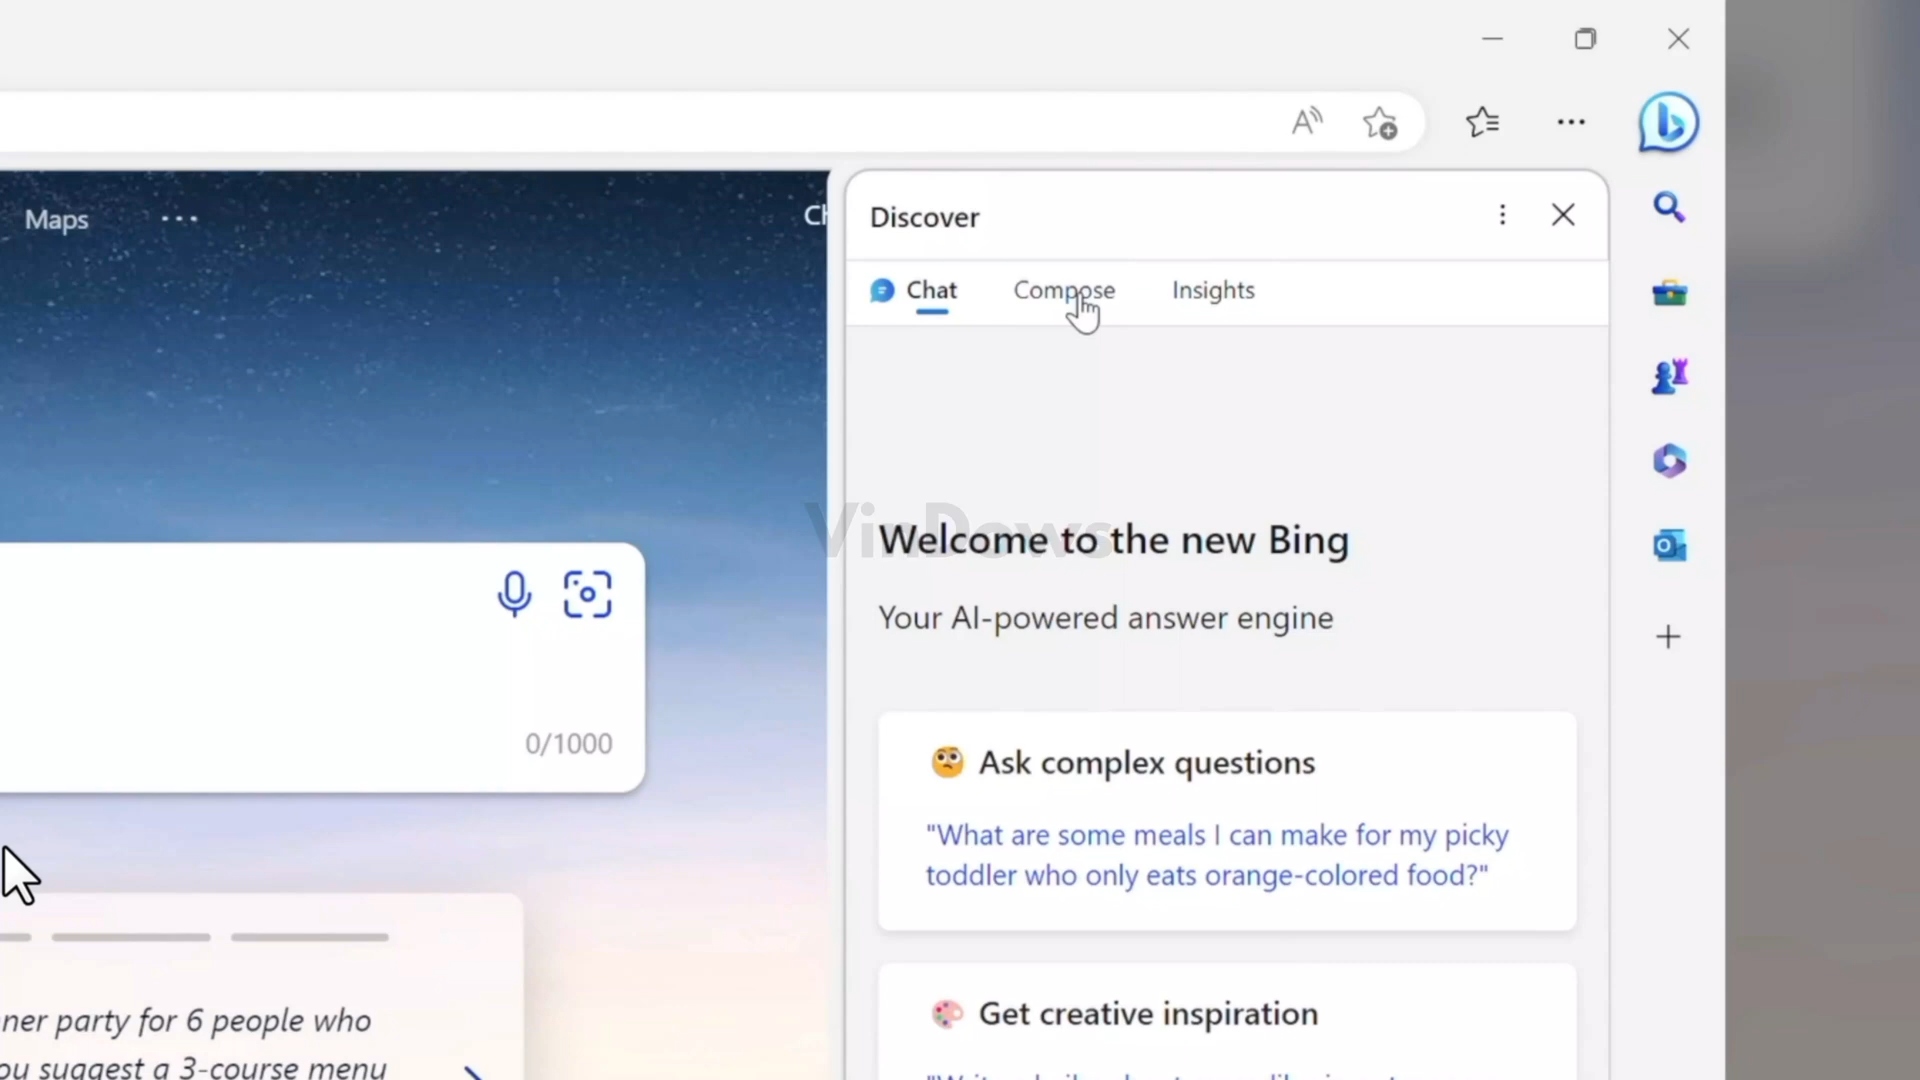 Maps
Discover
Chat Compose Insights
VinDows
Welcome to the new Bing
Your AI-powered answer engine
0/1000
Ask complex questions
"What are some meals I can make for my picky
toddler who only eats orange-colored food?"
Get creative inspiration
party for 6 people who
suggest a 3-course menu